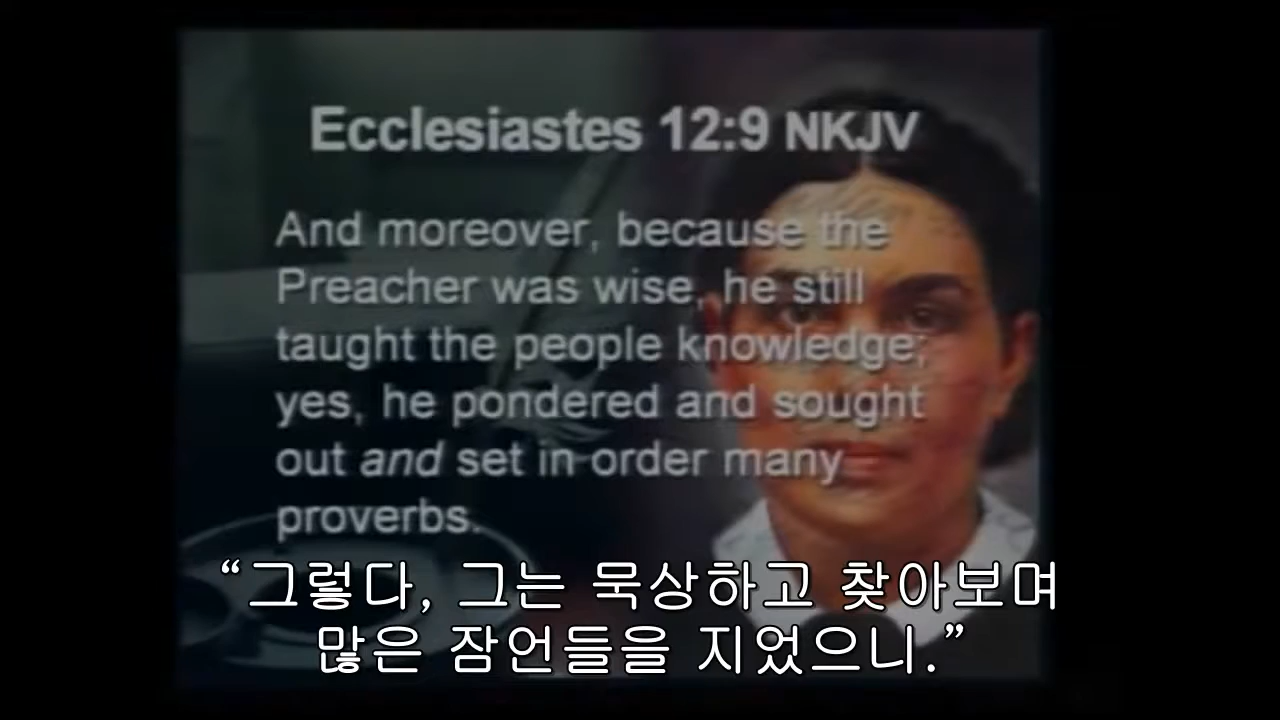 Ecclesiastes 12:9 NKJV
And moreover, because the
Preacher was wise, he still
taught the people knowledge;
yes, he pondered and sought
out and set in order many
proverbs.
“그렇다, 그는 묵상하고 찾아보며
많은 잠언들을 지었으니.”